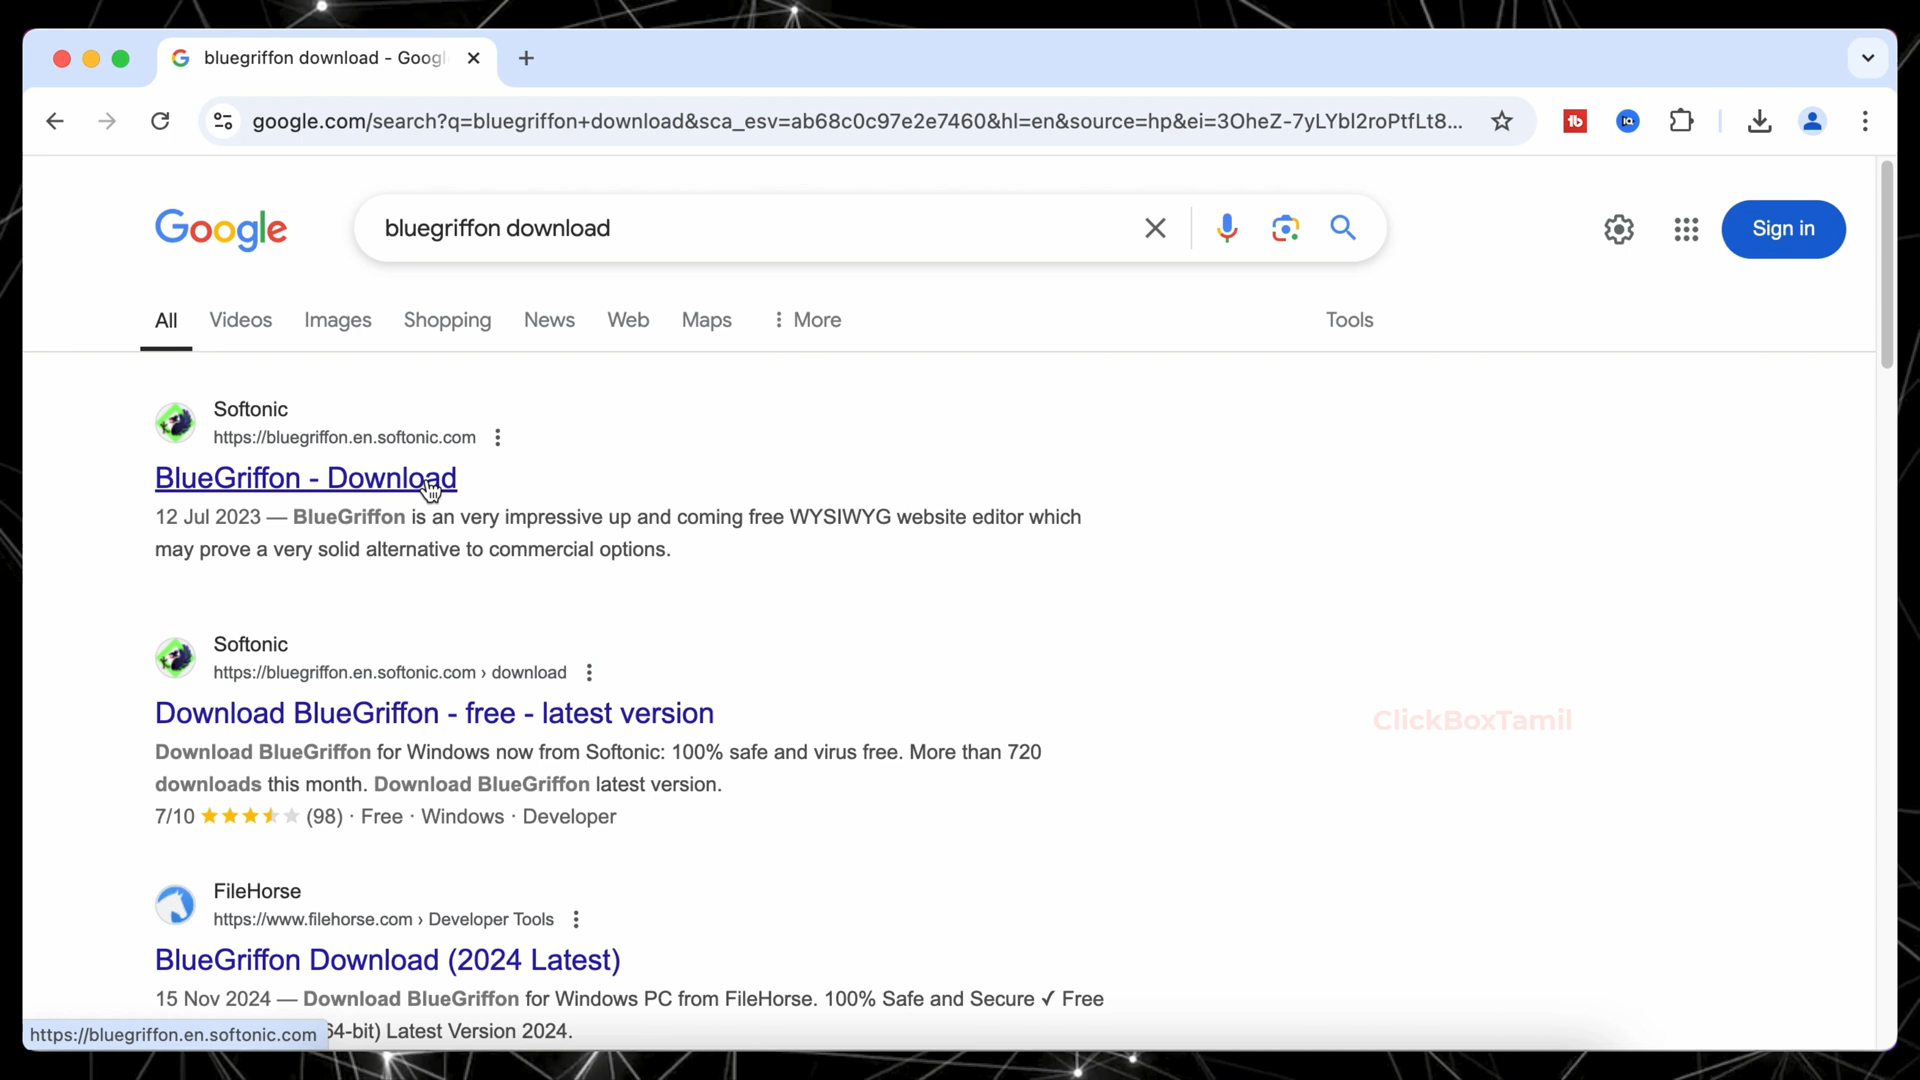 bluegriffon download - Googl
google.com/search?q=bluegriffon+download&sca_esv=ab68c0c97e2e7460&hl=en&source=hp&ei=3OheZ-7yLYbl2roPtfLt8...
Google
bluegriffon download
Sign in
All Videos Images Shopping News Web Maps More Tools
Softonic
https://bluegriffon.en.softonic.com
BlueGriffon - Download
12 Jul 2023 — BlueGriffon is an very impressive up and coming free WYSIWYG website editor which
may prove a very solid alternative to commercial options.
Softonic
https://bluegriffon.en.softonic.com › download
Download BlueGriffon - free - latest version
ClickBoxTamil
Download BlueGriffon for Windows now from Softonic: 100% safe and virus free. More than 720
downloads this month. Download BlueGriffon latest version.
7/10 (98) · Free · Windows · Developer
FileHorse
https://www.filehorse.com › Developer Tools
BlueGriffon Download (2024 Latest)
15 Nov 2024 — Download BlueGriffon for Windows PC from FileHorse. 100% Safe and Secure ✓ Free
64-bit) Latest Version 2024.
https://bluegriffon.en.softonic.com